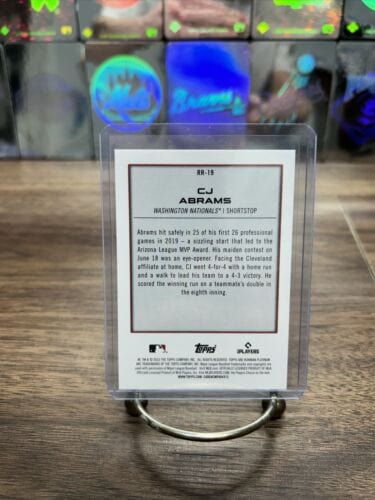 Mets
Braves
RR-19
CJ
ABRAMS
WASHINGTON NATIONALS® | SHORTSTOP
Abrams hit safely in 25 of his first 26 professional
games in 2019 – a sizzling start that led to the
Arizona League MVP Award. His maiden contest on
June 18 was an eye-opener. Facing the Cleveland
affiliate at home, CJ went 4-for-4 with a home run
and a walk to lead his team to a 4-3 victory. He
scored the winning run on a teammate's double in
the eighth inning.
Topps
PLAYERS